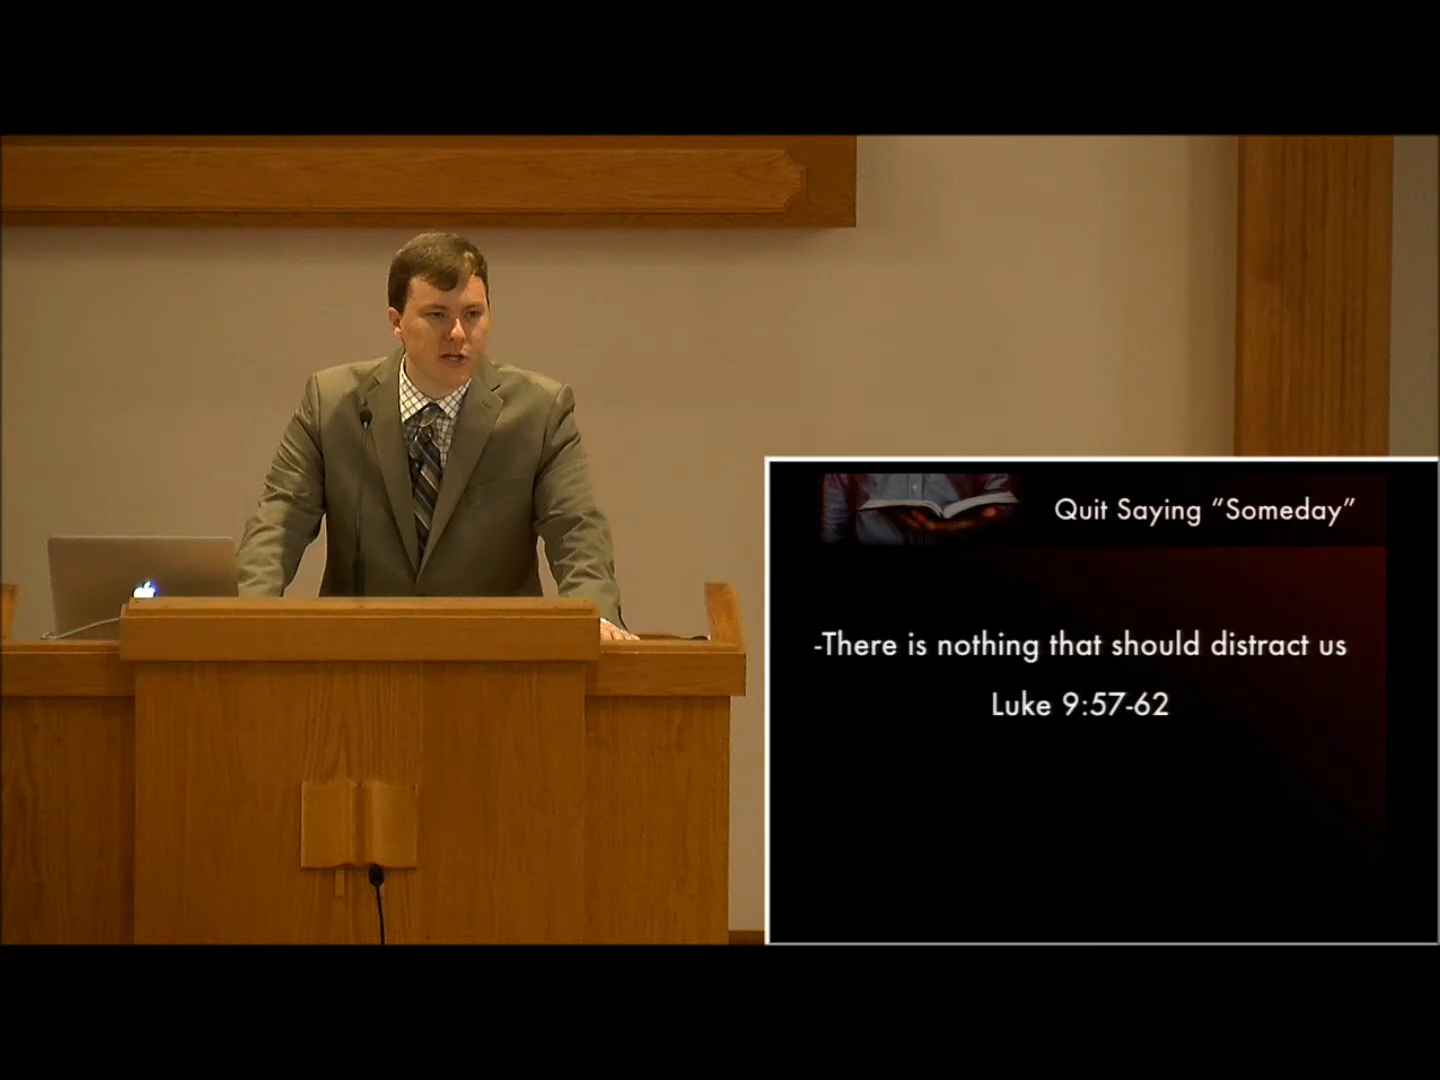 Quit Saying “Someday”
-There is nothing that should distract us
Luke 9:57-62